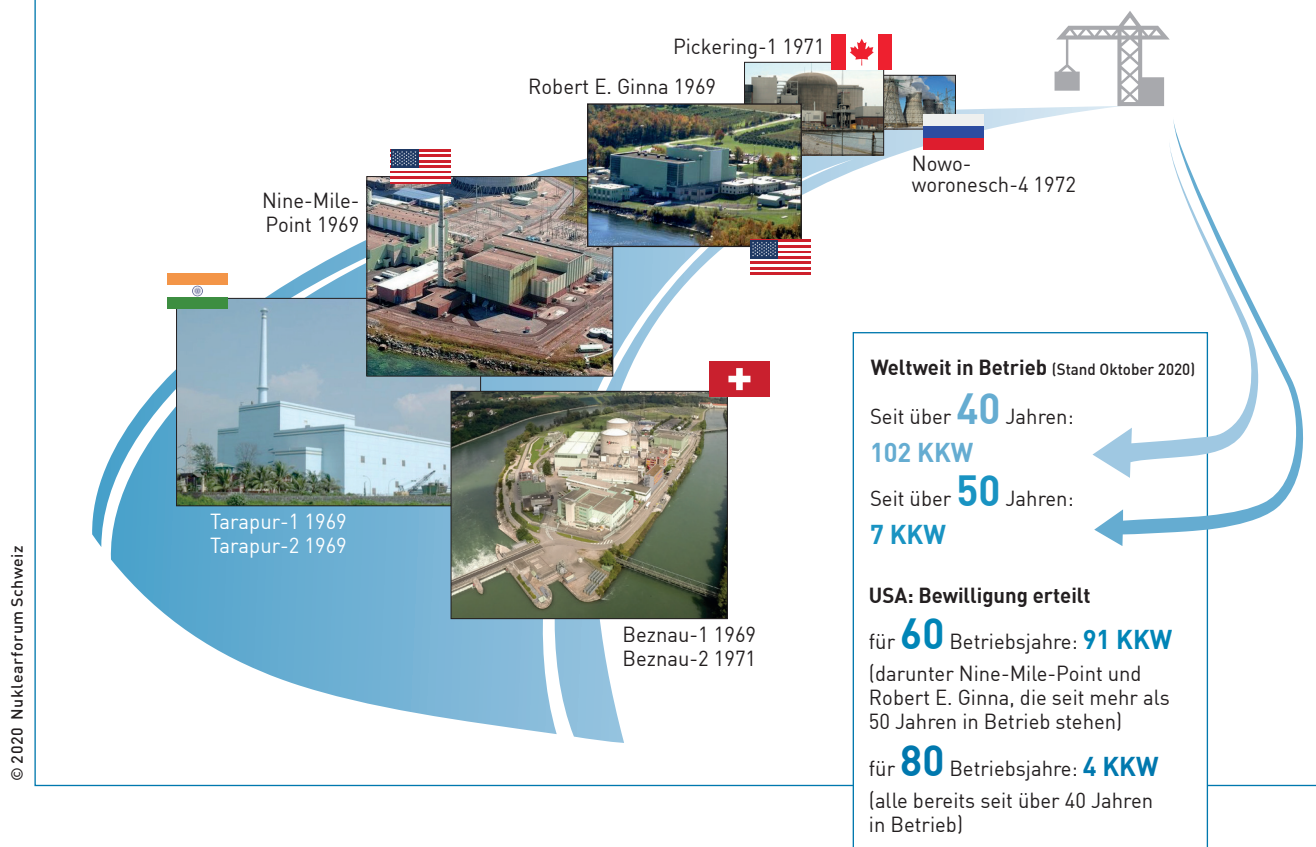 Pickering-1 1971
Robert E. Ginna 1969
Nowo-
woronesch-4 1972
Nine-Mile-
Point 1969
Tarapur-1 1969
Tarapur-2 1969
Beznau-1 1969
Beznau-2 1971
Weltweit in Betrieb (Stand Oktober 2020)
Seit über 40 Jahren:
102 KKW
Seit über 50 Jahren:
7 KKW
USA: Bewilligung erteilt
für 60 Betriebsjahre: 91 KKW
(darunter Nine-Mile-Point und
Robert E. Ginna, die seit mehr als
50 Jahren in Betrieb stehen)
für 80 Betriebsjahre: 4 KKW
(alle bereits seit über 40 Jahren
in Betrieb)
© 2020 Nuklearforum Schweiz